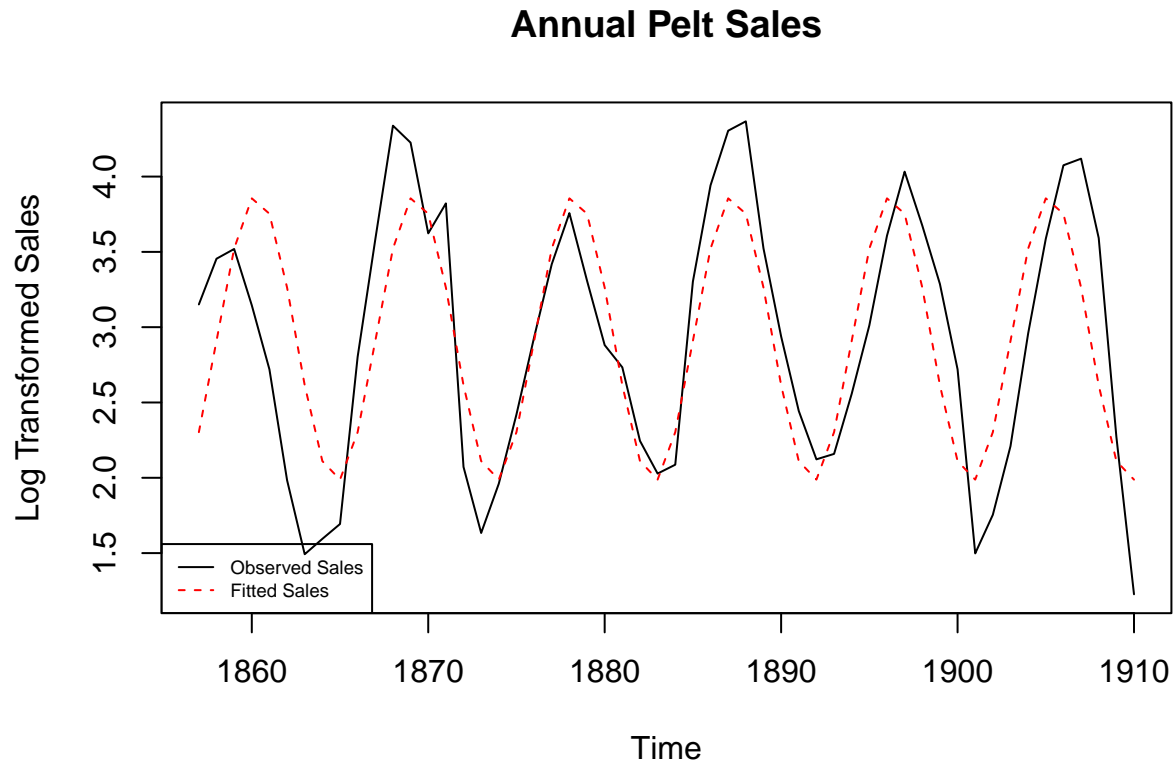 Annual Pelt Sales
Log Transformed Sales
4.0
3.5
3.0
2.5
2.0
1.5
Observed Sales
Fitted Sales
1860 1870 1880 1890 1900 1910
Time